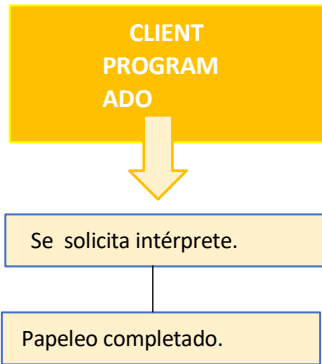 CLIENT
PROGRAM
ADO
Se solicita intérprete.
Papeleo completado.